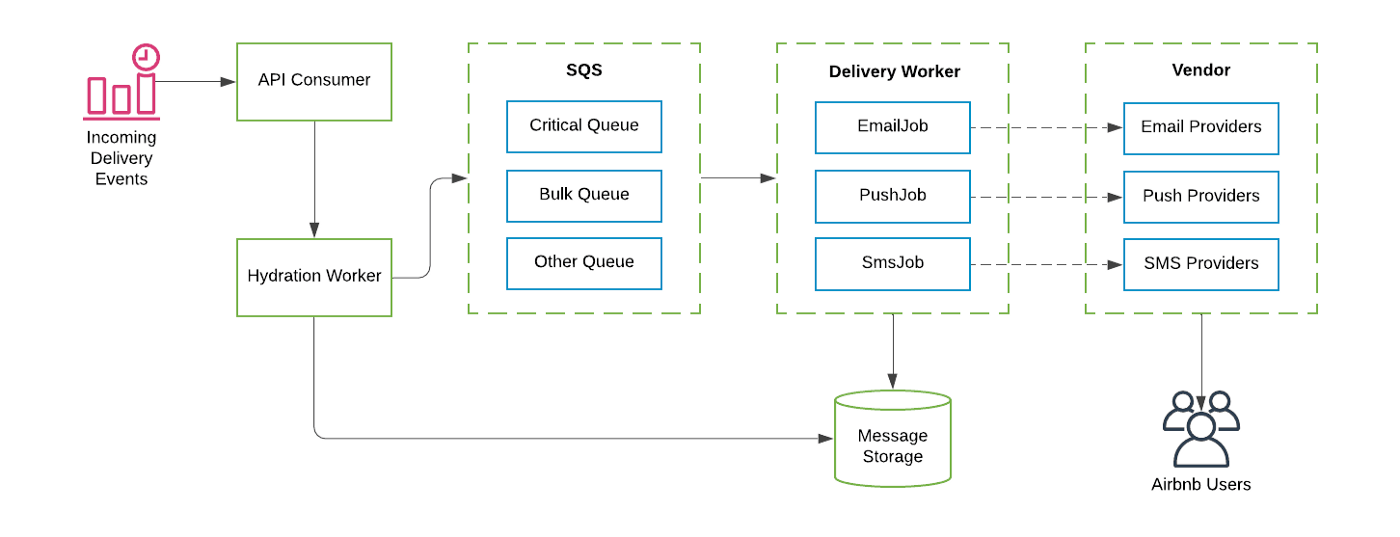 Incoming
Delivery
Events
API Consumer
Hydration Worker
SQS
Critical Queue
Bulk Queue
Other Queue
Delivery Worker
EmailJob
PushJob
SmsJob
Vendor
Email Providers
Push Providers
SMS Providers
Message
Storage
Airbnb Users